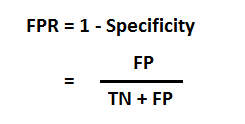 FPR = 1 - Specificity
= FP
TN + FP